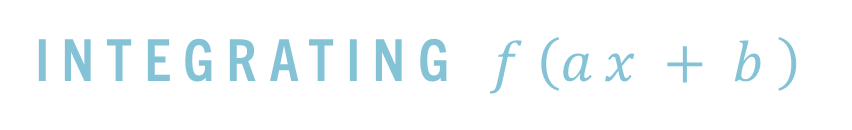 INTEGRATING f (ax + b)